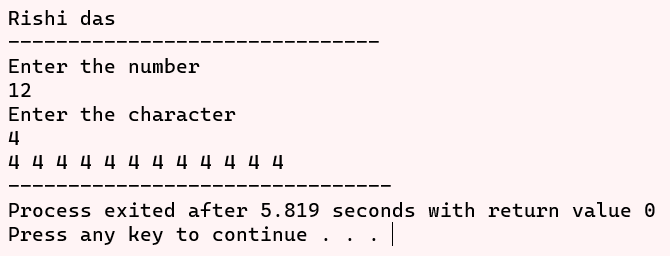 Rishi das
-------------------------------
Enter the number
12
Enter the character
4
4 4 4 4 4 4 4 4 4 4 4 4
--------------------------------
Process exited after 5.819 seconds with return value 0
Press any key to continue . . .